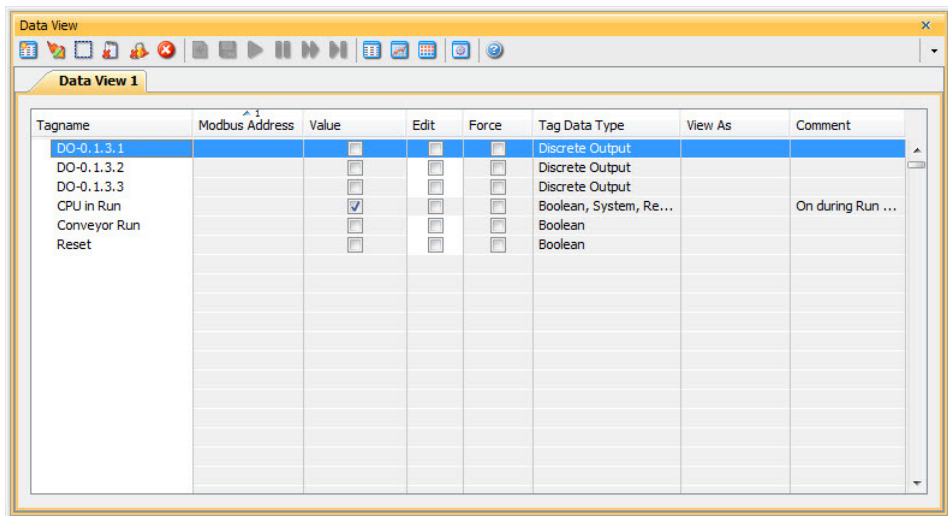 Data View
Data View 1
1
Tagname Modbus Address Value Edit Force Tag Data Type View As Comment
DO-0.1.3.1 Discrete Output
DO-0.1.3.2 Discrete Output
DO-0.1.3.3 Discrete Output
CPU in Run Boolean, System, Re... On during Run ...
Conveyor Run Boolean
Reset Boolean